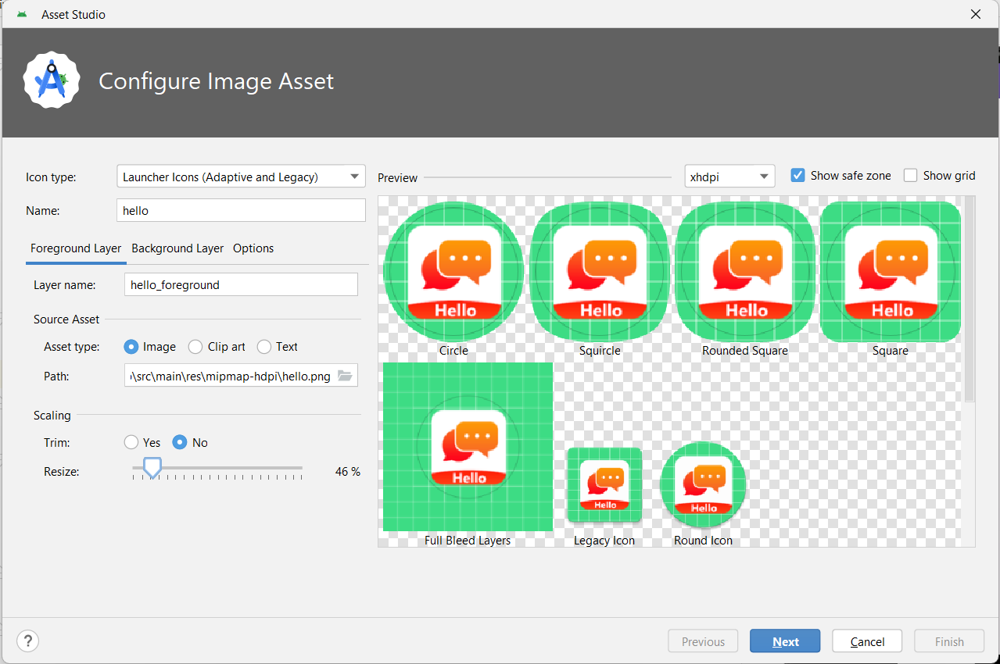 Asset Studio
Configure Image Asset
Icon type:
Launcher Icons (Adaptive and Legacy)
Name:
hello
Foreground Layer Background Layer Options
Layer name:
hello_foreground
Source Asset
Asset type:
Image Clip art Text
Path:
\src\main\res\mipmap-hdpi\hello.png
Scaling
Trim:
Yes No
Resize:
46 %
Preview
xhdpi
Show safe zone
Show grid
Hello
Hello
Hello
Hello
Circle
Squircle
Rounded Square
Square
Hello
Hello
Hello
Full Bleed Layers
Legacy Icon
Round Icon
?
Previous
Next
Cancel
Finish